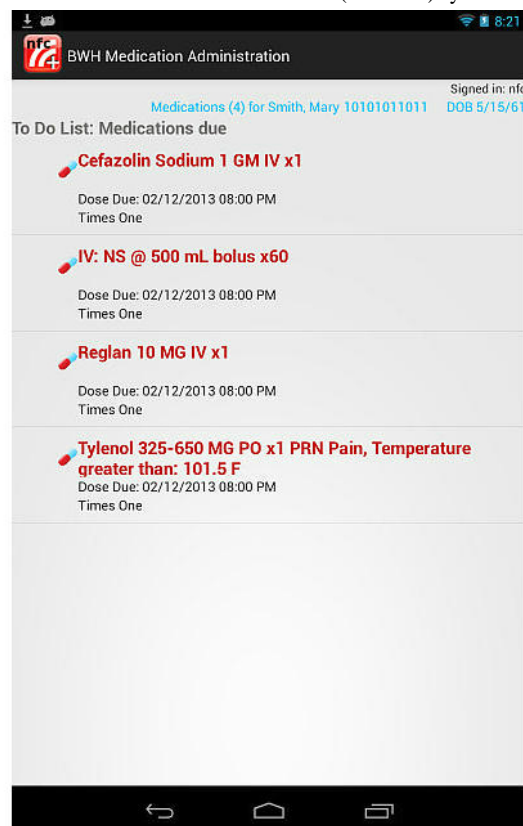 8:21
nfc
BWH Medication Administration
Signed in: nfc
Medications (4) for Smith, Mary 10101011011 DOB 5/15/61
To Do List: Medications due
Cefazolin Sodium 1 GM IV x1
Dose Due: 02/12/2013 08:00 PM
Times One
IV: NS @ 500 mL bolus x60
Dose Due: 02/12/2013 08:00 PM
Times One
Reglan 10 MG IV x1
Dose Due: 02/12/2013 08:00 PM
Times One
Tylenol 325-650 MG PO x1 PRN Pain, Temperature
greater than: 101.5 F
Dose Due: 02/12/2013 08:00 PM
Times One